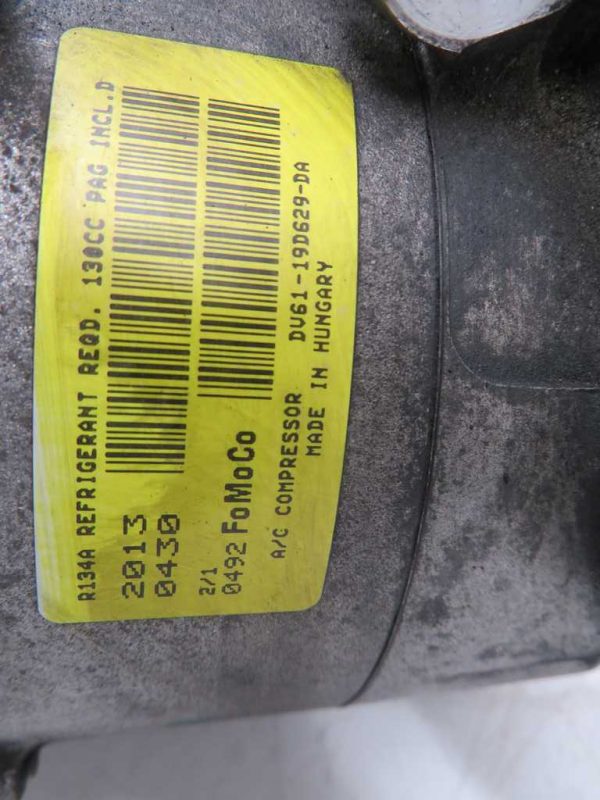 R134A REFRIGERANT REQD. 130CC PAG INCL.D
2013
0430
2/1
0492 FoMoCo
A/C COMPRESSOR DV61-19D629-DA
MADE IN HUNGARY